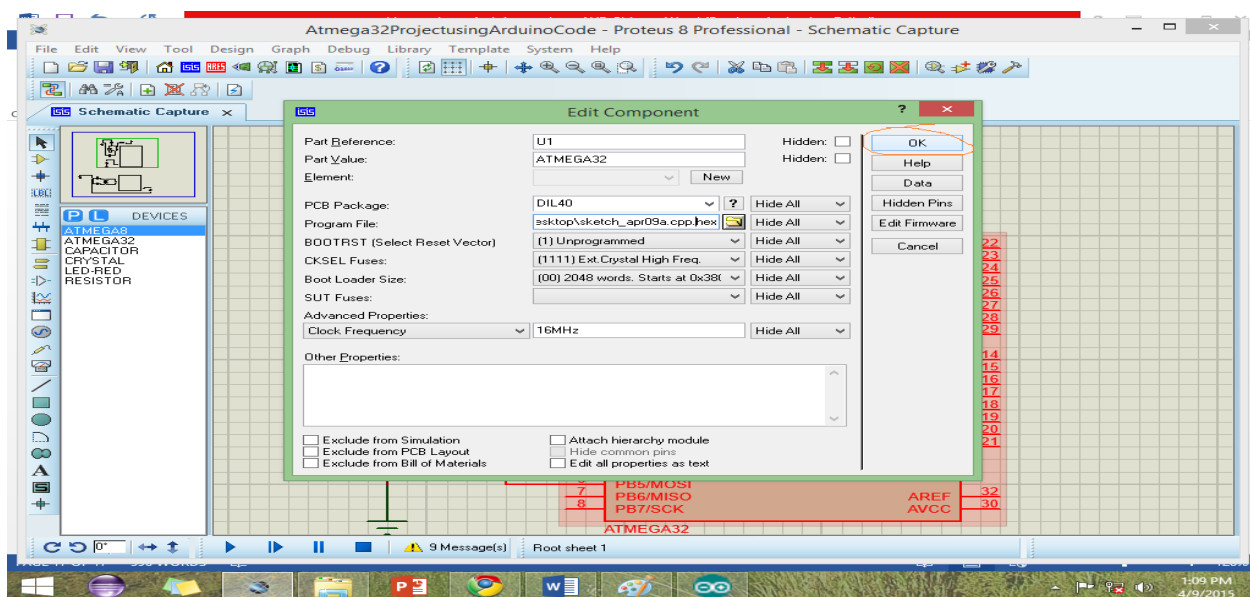 Atmega32ProjectusingArduinoCode - Proteus 8 Professional - Schematic Capture
File Edit View Tool Design Graph Debug Library Template System Help
Schematic Capture
Edit Component
Part Reference: U1 Hidden:
Part Value: ATMEGA32 Hidden:
Element: New
PCB Package: DIL40 ? Hide All
Program File: esktop\sketch_apr09a.cpp.hex Hide All
BOOTRST (Select Reset Vector) (1) Unprogrammed Hide All
CKSEL Fuses: (1111) Ext.Crystal High Freq. Hide All
Boot Loader Size: (00) 2048 words. Starts at 0x38( Hide All
SUT Fuses: Hide All
Advanced Properties:
Clock Frequency 16MHz Hide All
Other Properties:
Exclude from Simulation
Exclude from PCB Layout
Exclude from Bill of Materials
Attach hierarchy module
Hide common pins
Edit all properties as text
OK
Help
Data
Hidden Pins
Edit Firmware
Cancel
P L DEVICES
ATMEGA8
ATMEGA32
CAPACITOR
CRYSTAL
LED-RED
RESISTOR
22
23
24
25
26
27
28
29
14
15
16
17
18
19
20
21
PB5/MOSI
7 PB6/MISO AREF 32
8 PB7/SCK AVCC 30
ATMEGA32
0° 9 Message(s) Root sheet 1
1:09 PM
4/9/2015